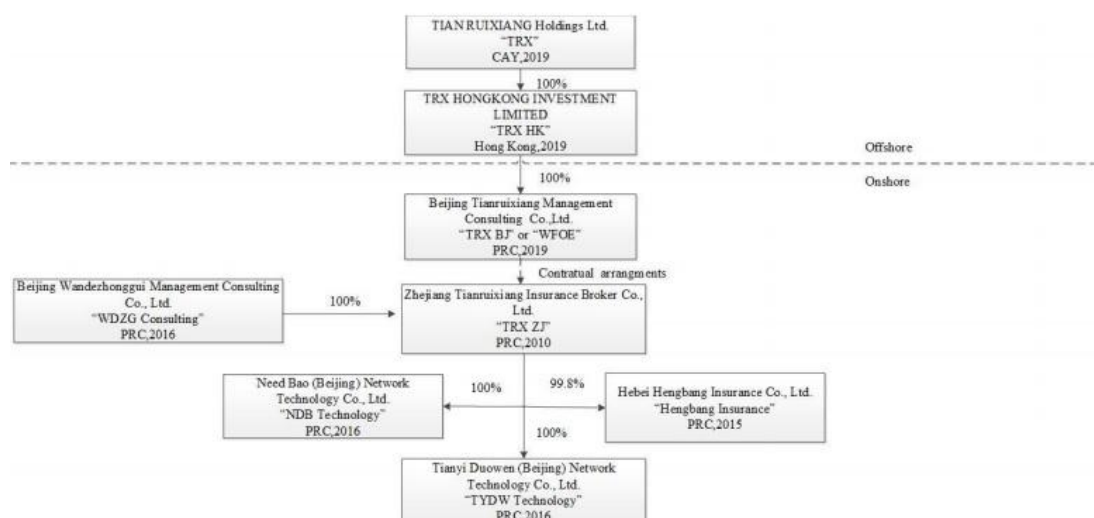 TIAN RUIXIANG Holdings Ltd.
“TRX”
CAY,2019
100%
TRX HONGKONG INVESTMENT
LIMITED
“TRX HK”
Hong Kong,2019
Offshore
100%
Onshore
Beijing Tianruixiang Management
Consulting Co.,Ltd.
“TRX BJ” or “WFOE”
PRC,2019
Contratual arrangments
Beijing Wandezhonggui Management Consulting
Co., Ltd.
“WDZG Consulting”
PRC,2016
100%
Zhejiang Tianruixiang Insurance Broker Co.,
Ltd.
“TRX ZJ”
PRC,2010
Need Bao (Beijing) Network
Technology Co., Ltd.
“NDB Technology”
PRC,2016
100%
99.8%
Hebei Hengbang Insurance Co., Ltd.
“Hengbang Insurance”
PRC,2015
100%
Tianyi Duowen (Beijing) Network
Technology Co., Ltd.
“TYDW Technology”
PRC,2016